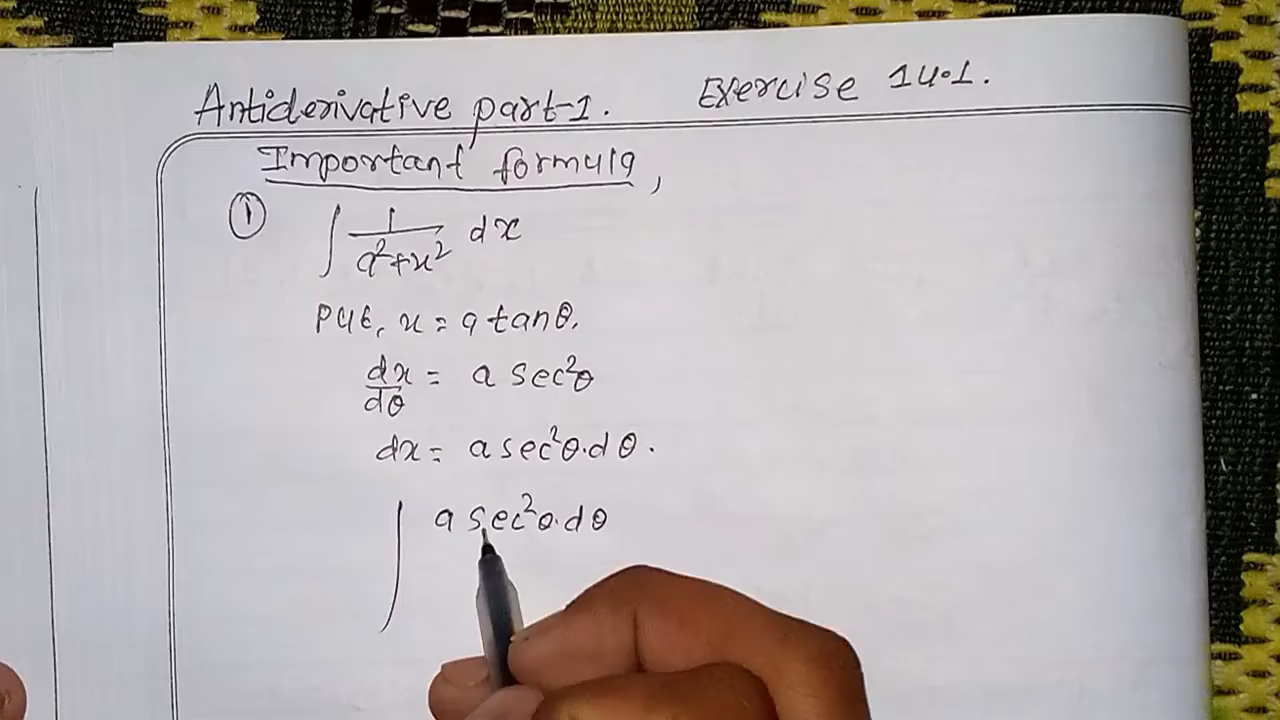 Antiderivative part-1. Exercise 14.1.
Important formula,
① ∫ 1/(a²+x²) dx
Put, x = a tanθ.
dx/dθ = a sec²θ
dx = a sec²θ.dθ.
∫ a sec²θ.dθ